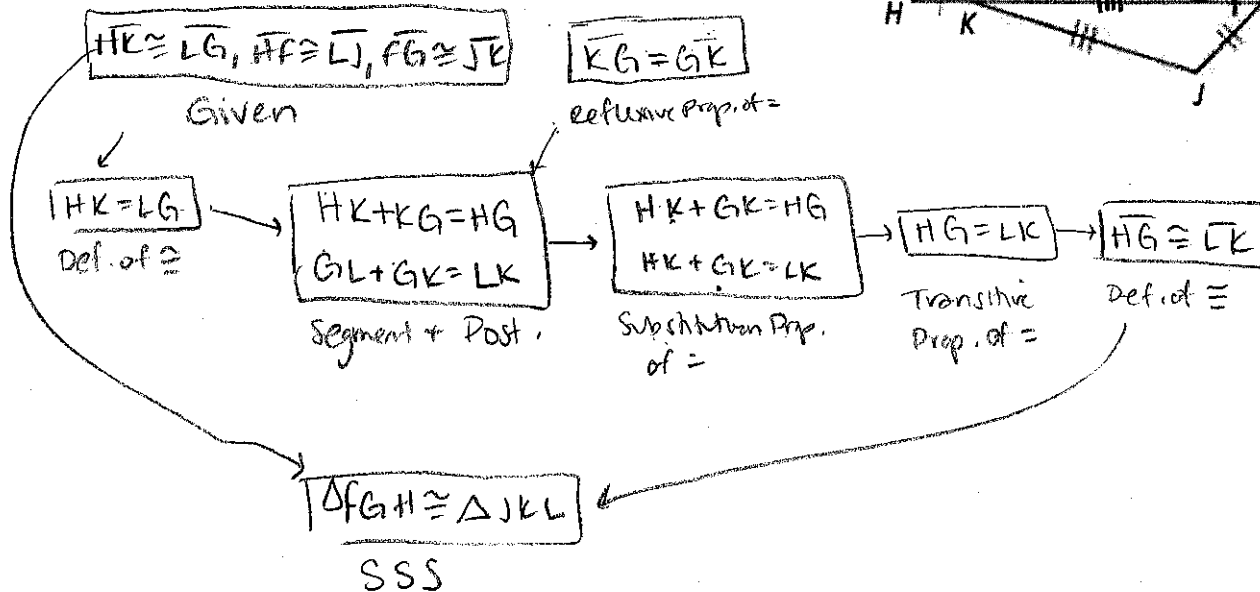 H K J
HK ≅ LG, HF ≅ LJ, FG ≅ JK
KG = GK
Given
Reflexive Prop. of =
HK = LG
Def. of ≅
HK + KG = HG
GL + GK = LK
Segment + Post.
HK + GK = HG
HK + GK = LK
Substitution Prop.
of =
HG = LK
Transitive
Prop. of =
HG ≅ LK
Def. of ≅
ΔFGH ≅ ΔJKL
SSS